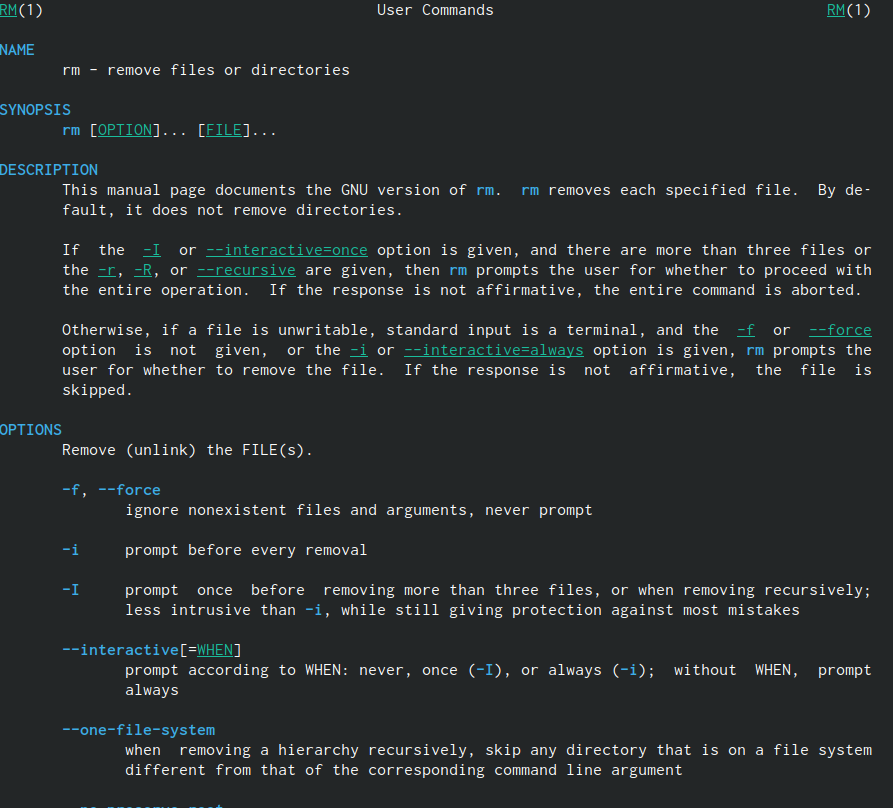 RM(1) User Commands RM(1)
NAME
rm - remove files or directories
SYNOPSIS
rm [OPTION]... [FILE]...
DESCRIPTION
This manual page documents the GNU version of rm. rm removes each specified file. By de-
fault, it does not remove directories.
If the -I or --interactive=once option is given, and there are more than three files or
the -r, -R, or --recursive are given, then rm prompts the user for whether to proceed with
the entire operation. If the response is not affirmative, the entire command is aborted.
Otherwise, if a file is unwritable, standard input is a terminal, and the -f or --force
option is not given, or the -i or --interactive=always option is given, rm prompts the
user for whether to remove the file. If the response is not affirmative, the file is
skipped.
OPTIONS
Remove (unlink) the FILE(s).
-f, --force
ignore nonexistent files and arguments, never prompt
-i prompt before every removal
-I prompt once before removing more than three files, or when removing recursively;
less intrusive than -i, while still giving protection against most mistakes
--interactive[=WHEN]
prompt according to WHEN: never, once (-I), or always (-i); without WHEN, prompt
always
--one-file-system
when removing a hierarchy recursively, skip any directory that is on a file system
different from that of the corresponding command line argument